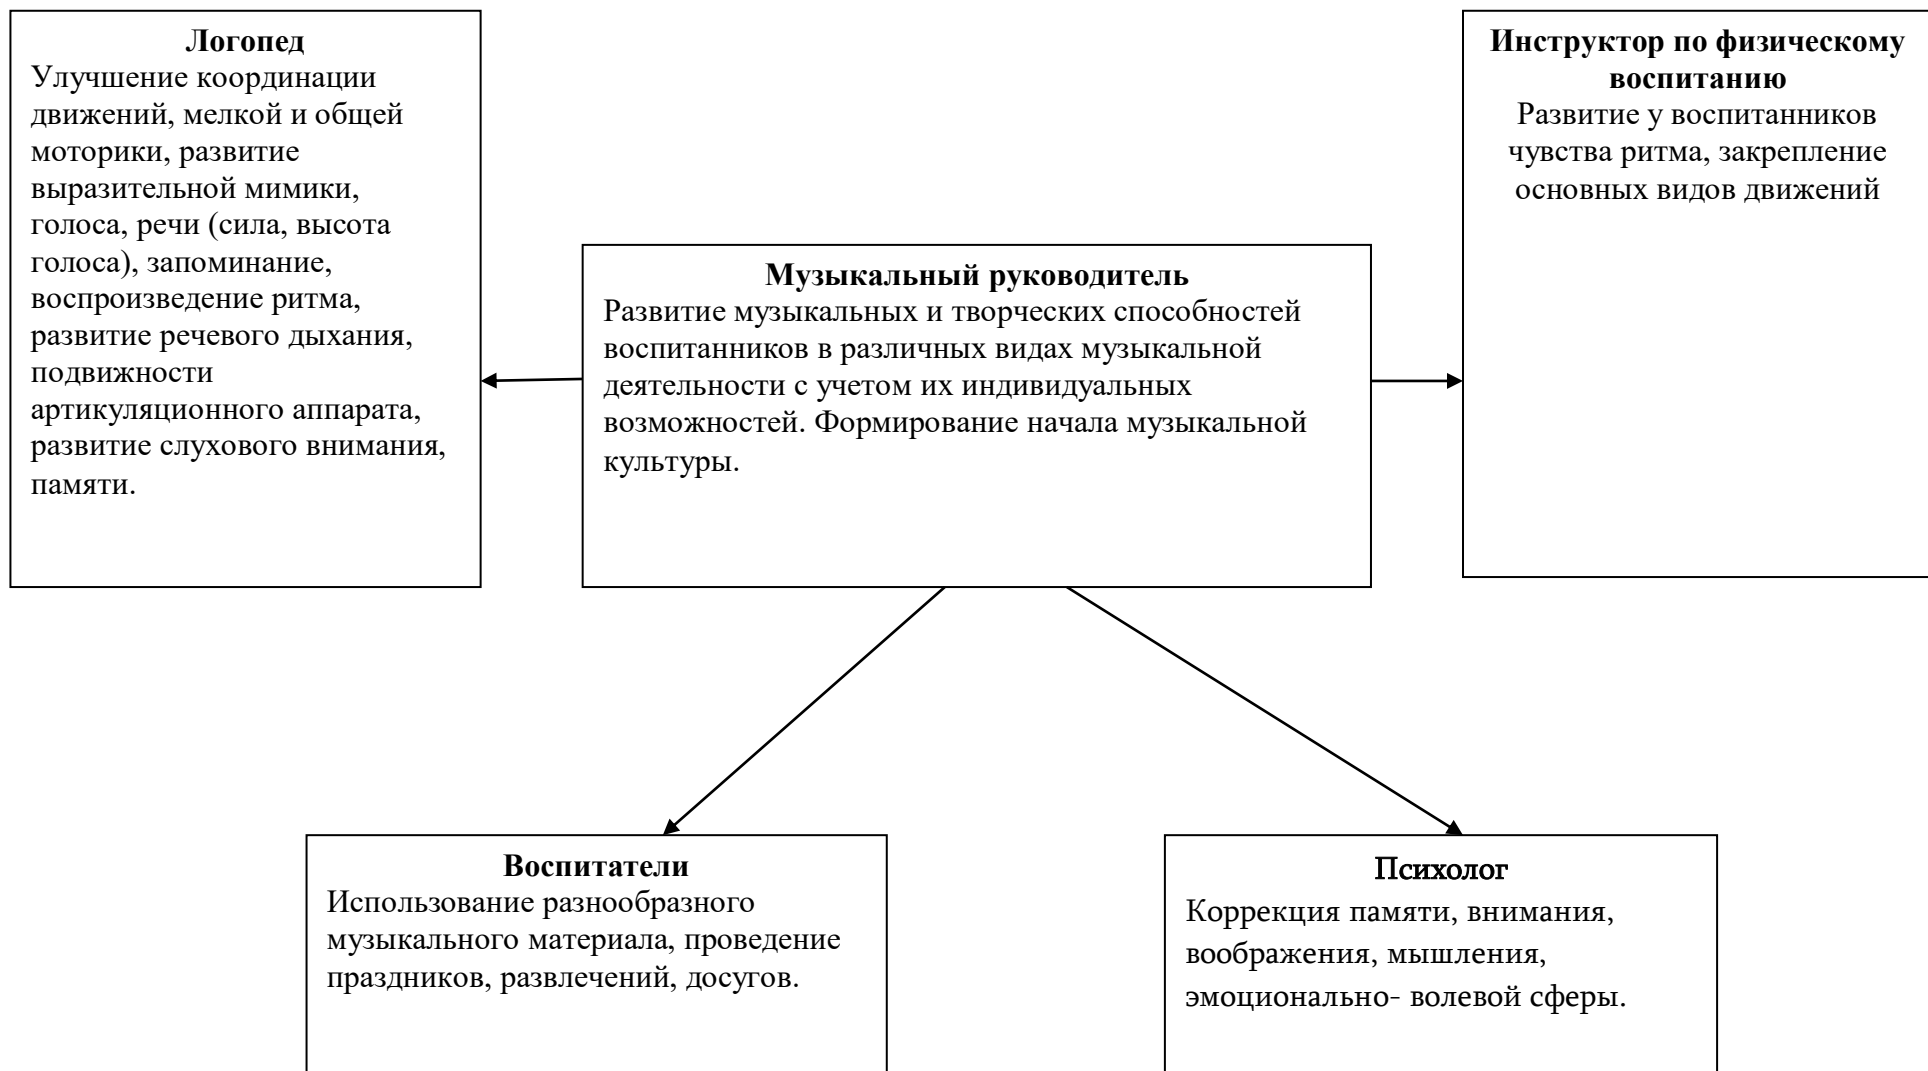 Логопед
Улучшение координации
движений, мелкой и общей
моторики, развитие
выразительной мимики,
голоса, речи (сила, высота
голоса), запоминание,
воспроизведение ритма,
развитие речевого дыхания,
подвижности
артикуляционного аппарата,
развитие слухового внимания,
памяти.
Музыкальный руководитель
Развитие музыкальных и творческих способностей
воспитанников в различных видах музыкальной
деятельности с учетом их индивидуальных
возможностей. Формирование начала музыкальной
культуры.
Инструктор по физическому
воспитанию
Развитие у воспитанников
чувства ритма, закрепление
основных видов движений
Воспитатели
Использование разнообразного
музыкального материала, проведение
праздников, развлечений, досугов.
Психолог
Коррекция памяти, внимания,
воображения, мышления,
эмоционально- волевой сферы.